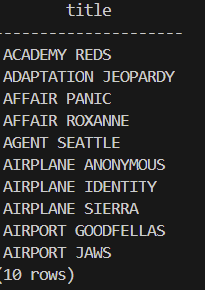 title
--------------------
ACADEMY REDS
ADAPTATION JEOPARDY
AFFAIR PANIC
AFFAIR ROXANNE
AGENT SEATTLE
AIRPLANE ANONYMOUS
AIRPLANE IDENTITY
AIRPLANE SIERRA
AIRPORT GOODFELLAS
AIRPORT JAWS
(10 rows)